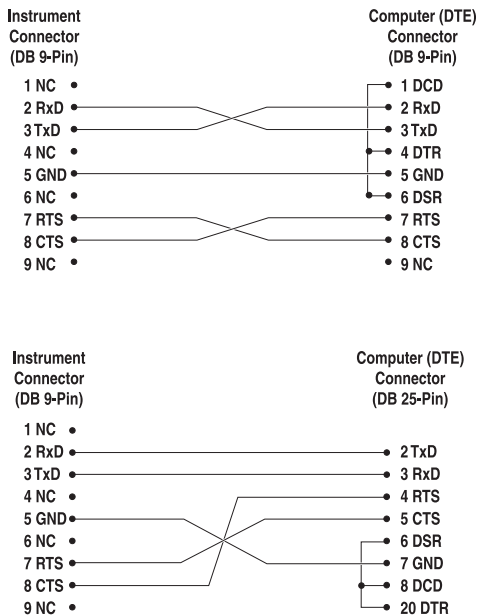 Instrument
Connector
(DB 9-Pin)
Computer (DTE)
Connector
(DB 9-Pin)
1 NC
2 RxD
3 TxD
4 NC
5 GND
6 NC
7 RTS
8 CTS
9 NC
1 DCD
2 RxD
3 TxD
4 DTR
5 GND
6 DSR
7 RTS
8 CTS
9 NC
Instrument
Connector
(DB 9-Pin)
Computer (DTE)
Connector
(DB 25-Pin)
1 NC
2 RxD
3 TxD
4 NC
5 GND
6 NC
7 RTS
8 CTS
9 NC
2 TxD
3 RxD
4 RTS
5 CTS
6 DSR
7 GND
8 DCD
20 DTR